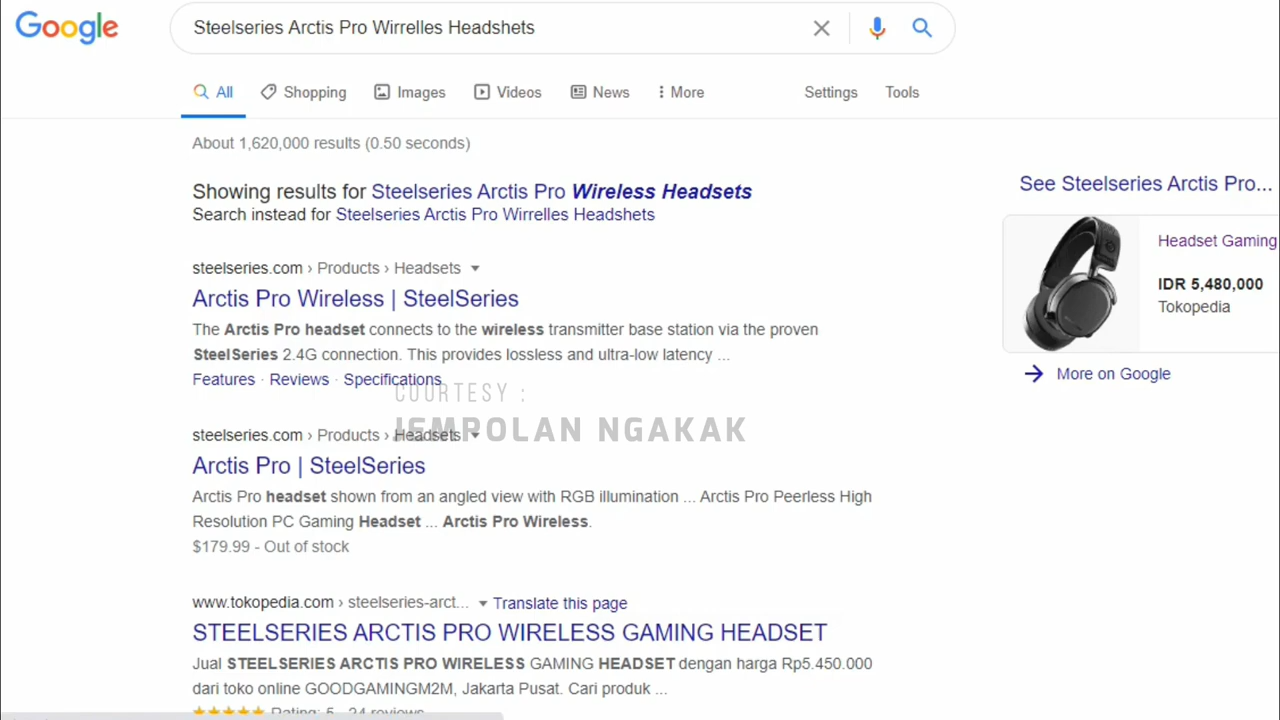 Google
Steelseries Arctis Pro Wirrelles Headshets
All Shopping Images Videos News More Settings Tools
About 1,620,000 results (0.50 seconds)
Showing results for Steelseries Arctis Pro Wireless Headsets
Search instead for Steelseries Arctis Pro Wirrelles Headshets
steelseries.com › Products › Headsets
Arctis Pro Wireless | SteelSeries
The Arctis Pro headset connects to the wireless transmitter base station via the proven
SteelSeries 2.4G connection. This provides lossless and ultra-low latency ...
Features · Reviews · Specifications
COURTESY :
JEMPOLAN NGAKAK
steelseries.com › Products › Headsets
Arctis Pro | SteelSeries
Arctis Pro headset shown from an angled view with RGB illumination ... Arctis Pro Peerless High
Resolution PC Gaming Headset ... Arctis Pro Wireless.
$179.99 - Out of stock
www.tokopedia.com › steelseries-arct... Translate this page
STEELSERIES ARCTIS PRO WIRELESS GAMING HEADSET
Jual STEELSERIES ARCTIS PRO WIRELESS GAMING HEADSET dengan harga Rp5.450.000
dari toko online GOODGAMINGM2M, Jakarta Pusat. Cari produk ...
Rating: 5 - 24 reviews
See Steelseries Arctis Pro...
Headset Gaming
IDR 5,480,000
Tokopedia
More on Google